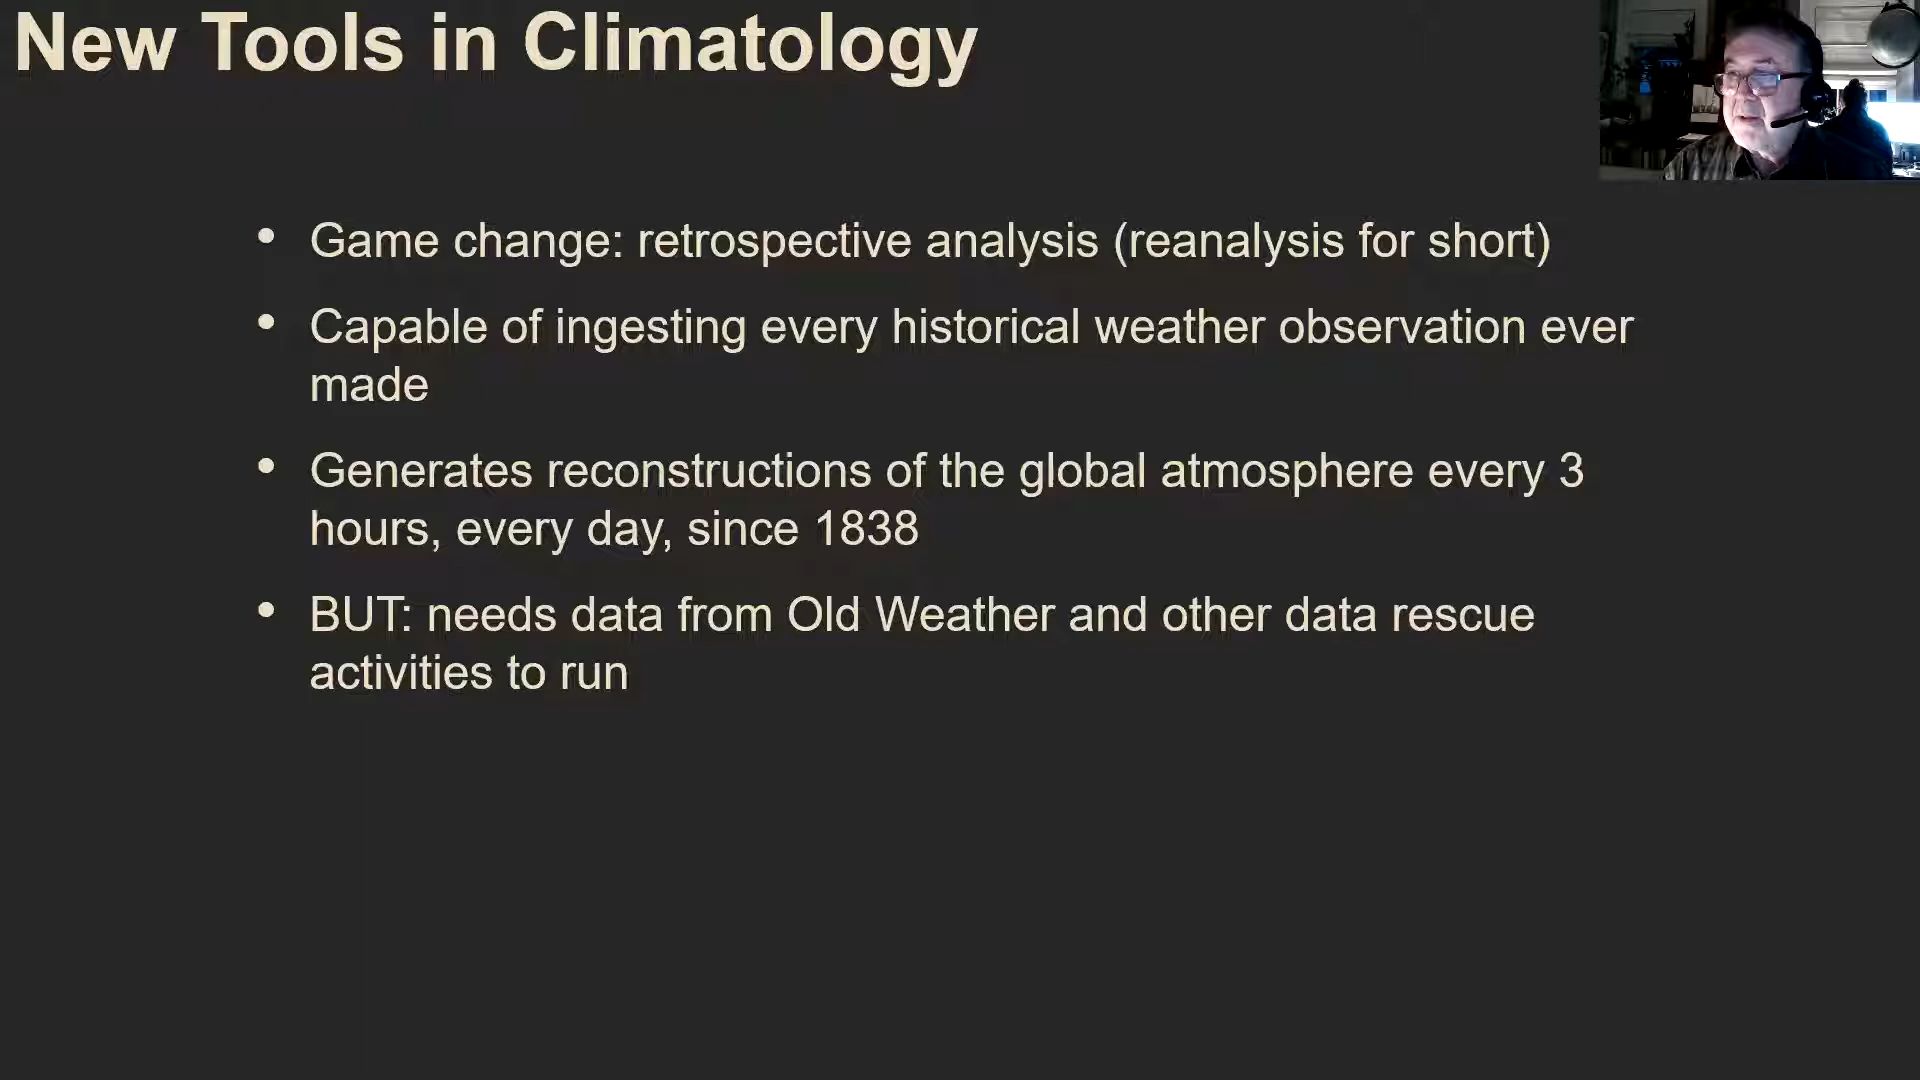 New Tools in Climatology
• Game change: retrospective analysis (reanalysis for short)
• Capable of ingesting every historical weather observation ever
made
• Generates reconstructions of the global atmosphere every 3
hours, every day, since 1838
• BUT: needs data from Old Weather and other data rescue
activities to run